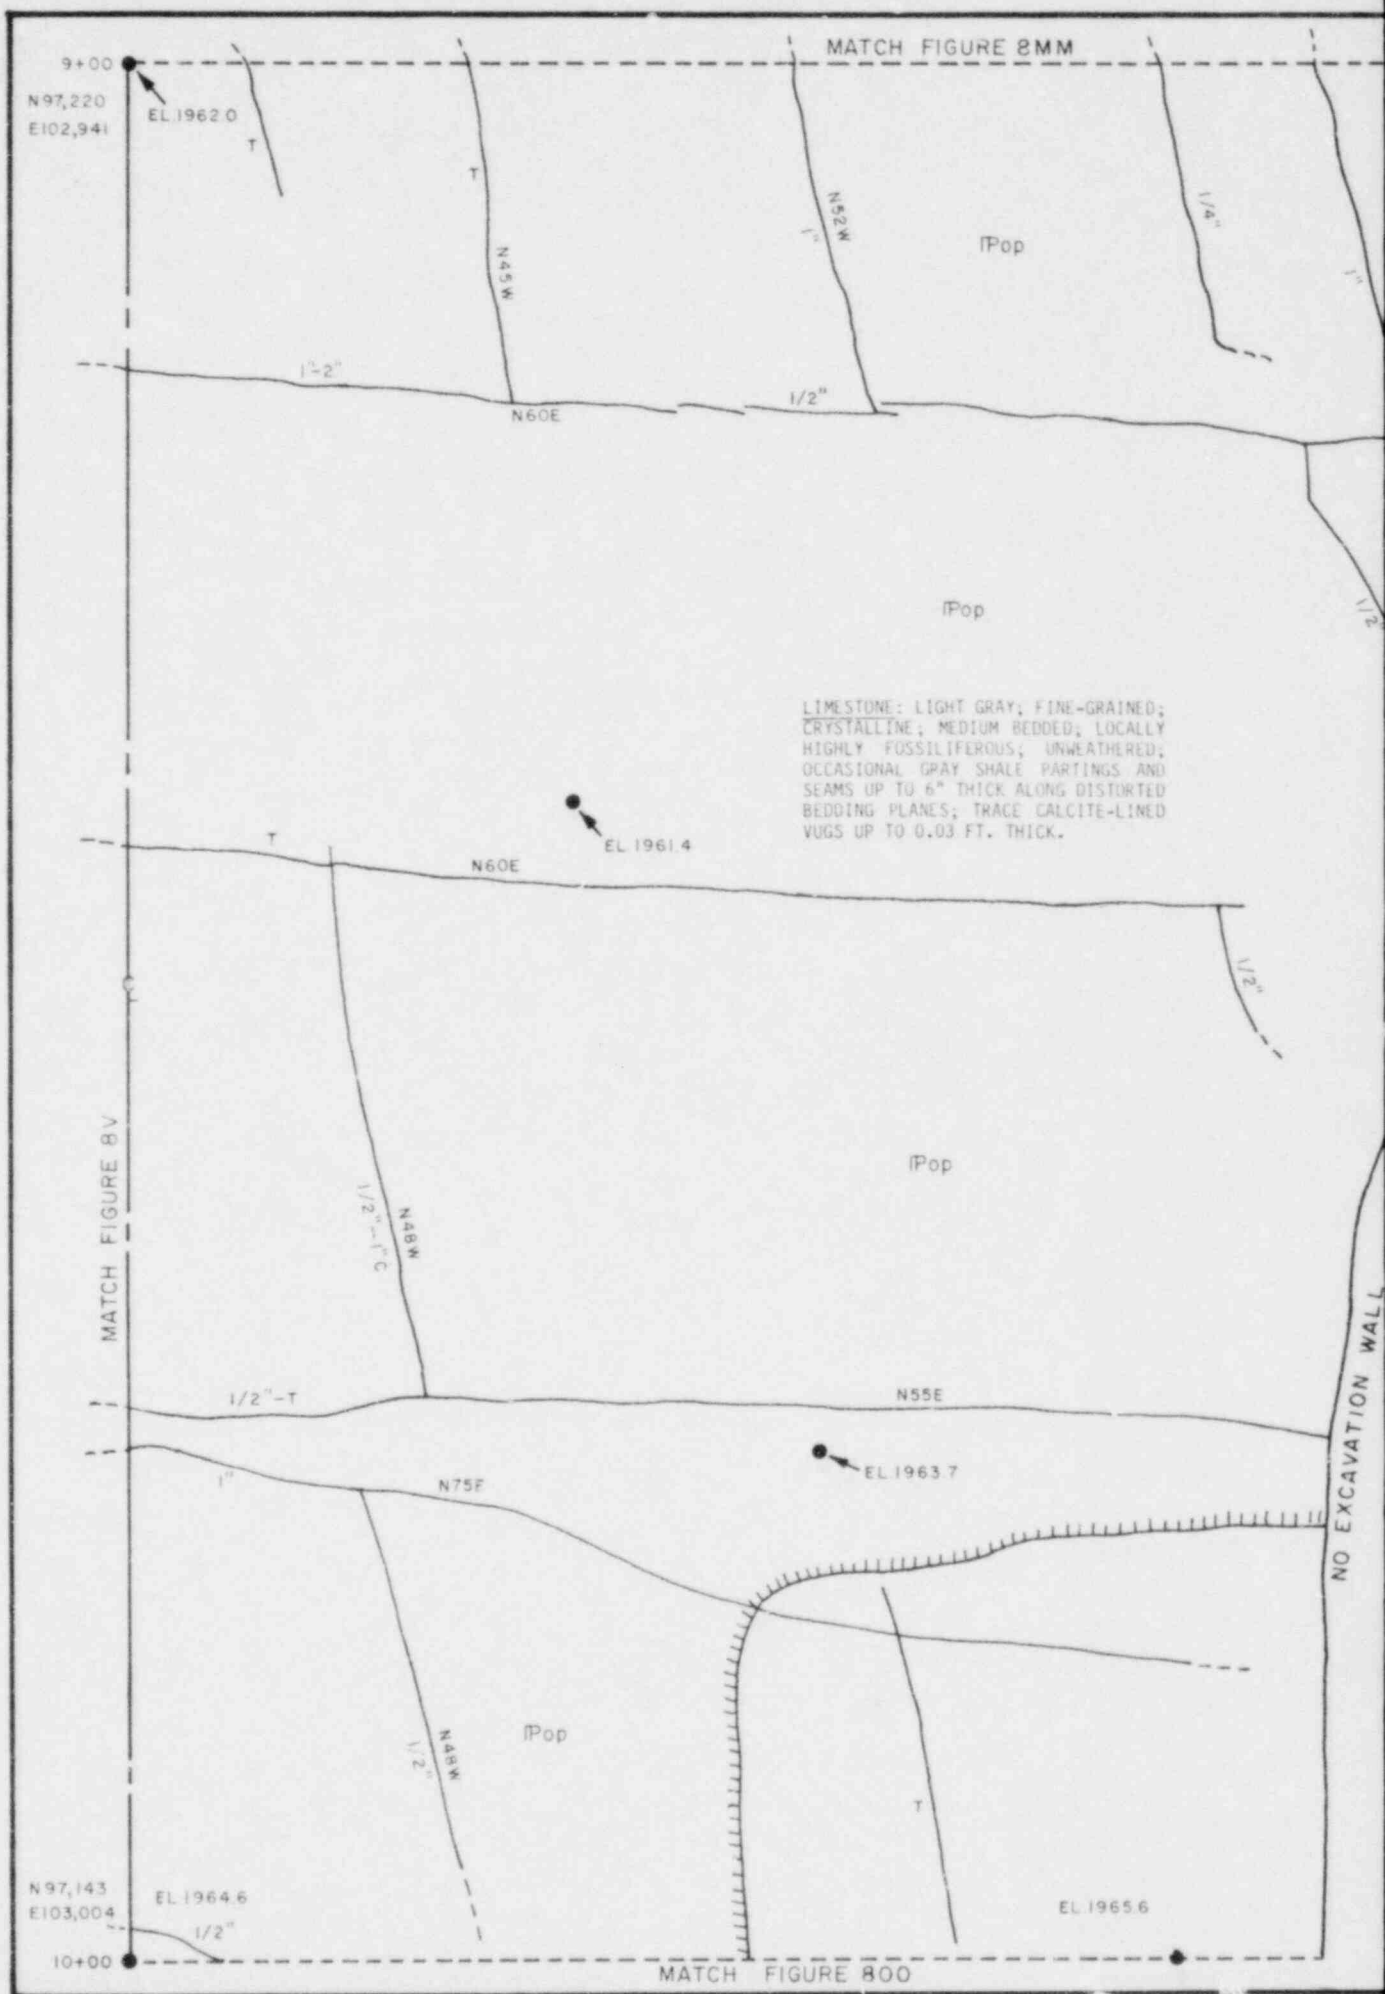 MATCH FIGURE 8MM
9+00
N97,220
E102,941
EL.1962.0
T
T
N45W
N52W
1"
1/4"
1"
ℙop
1"-2"
N60E
1/2"
ℙop
1/2"
LIMESTONE: LIGHT GRAY; FINE-GRAINED;
CRYSTALLINE; MEDIUM BEDDED; LOCALLY
HIGHLY FOSSILIFEROUS; UNWEATHERED;
OCCASIONAL GRAY SHALE PARTINGS AND
SEAMS UP TO 6" THICK ALONG DISTORTED
BEDDING PLANES; TRACE CALCITE-LINED
VUGS UP TO 0.03 FT. THICK.
EL.1961.4
T
N60E
1/2"
MATCH FIGURE 8V
ℙop
N48W
1/2"-1"C
1/2"-T
N55E
NO EXCAVATION WALL
1"
N75E
EL.1963.7
N48W
1/2"
ℙop
T
N97,143
E103,004
EL.1964.6
1/2"
EL.1965.6
10+00
MATCH FIGURE 8OO